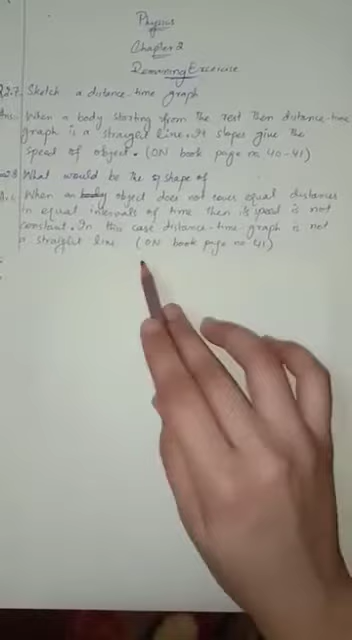 Physics
Chapter 2
Remaining Exercise
Q2.7. Sketch a distance-time graph
Ans. When a body starting from the rest then distance-time
graph is a straight line. It slopes give the
speed of object. (ON book page no 40-41)
2.8 What would be the shape of
A. When an object does not cover equal distances
in equal intervals of time then its speed is not
constant. In this case distance-time-graph is not
a straight line (ON book page no 41)